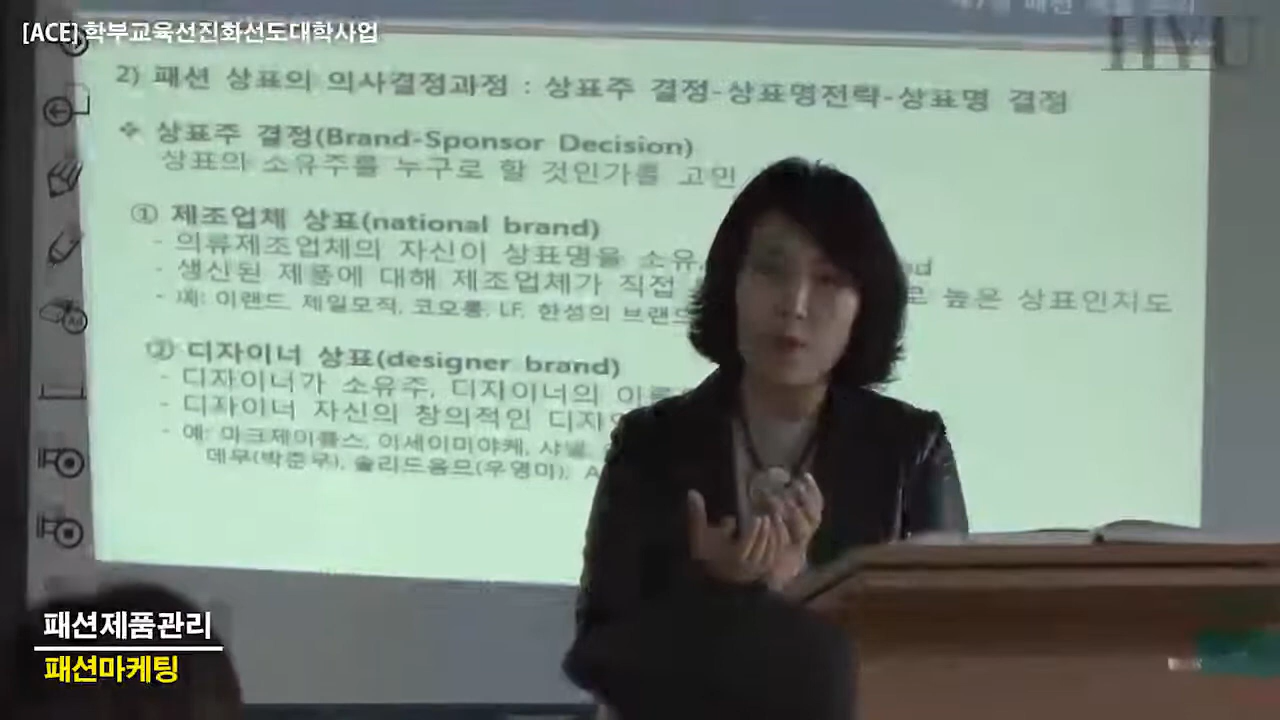 [ACE] 학부교육선진화선도대학사업
HYU
2) 패션 상표의 의사결정과정 : 상표주 결정-상표명전략-상표명 결정
❖ 상표주 결정(Brand-Sponsor Decision)
상표의 소유주를 누구로 할 것인가를 고민
① 제조업체 상표(national brand)
- 의류제조업체의 자신이 상표명을 소유,
- 생산된 제품에 대해 제조업체가 직접 로 높은 상표인지도
- 예: 이랜드, 제일모직, 코오롱, LF, 한섬의 브랜드
② 디자이너 상표(designer brand)
- 디자이너가 소유주, 디자이너의
- 디자이너 자신의 창의적인
- 예: 마크제이콥스, 이세이미야케, 샤넬,
데무(박춘무), 솔리드옴므(우영미),
패션제품관리
패션마케팅